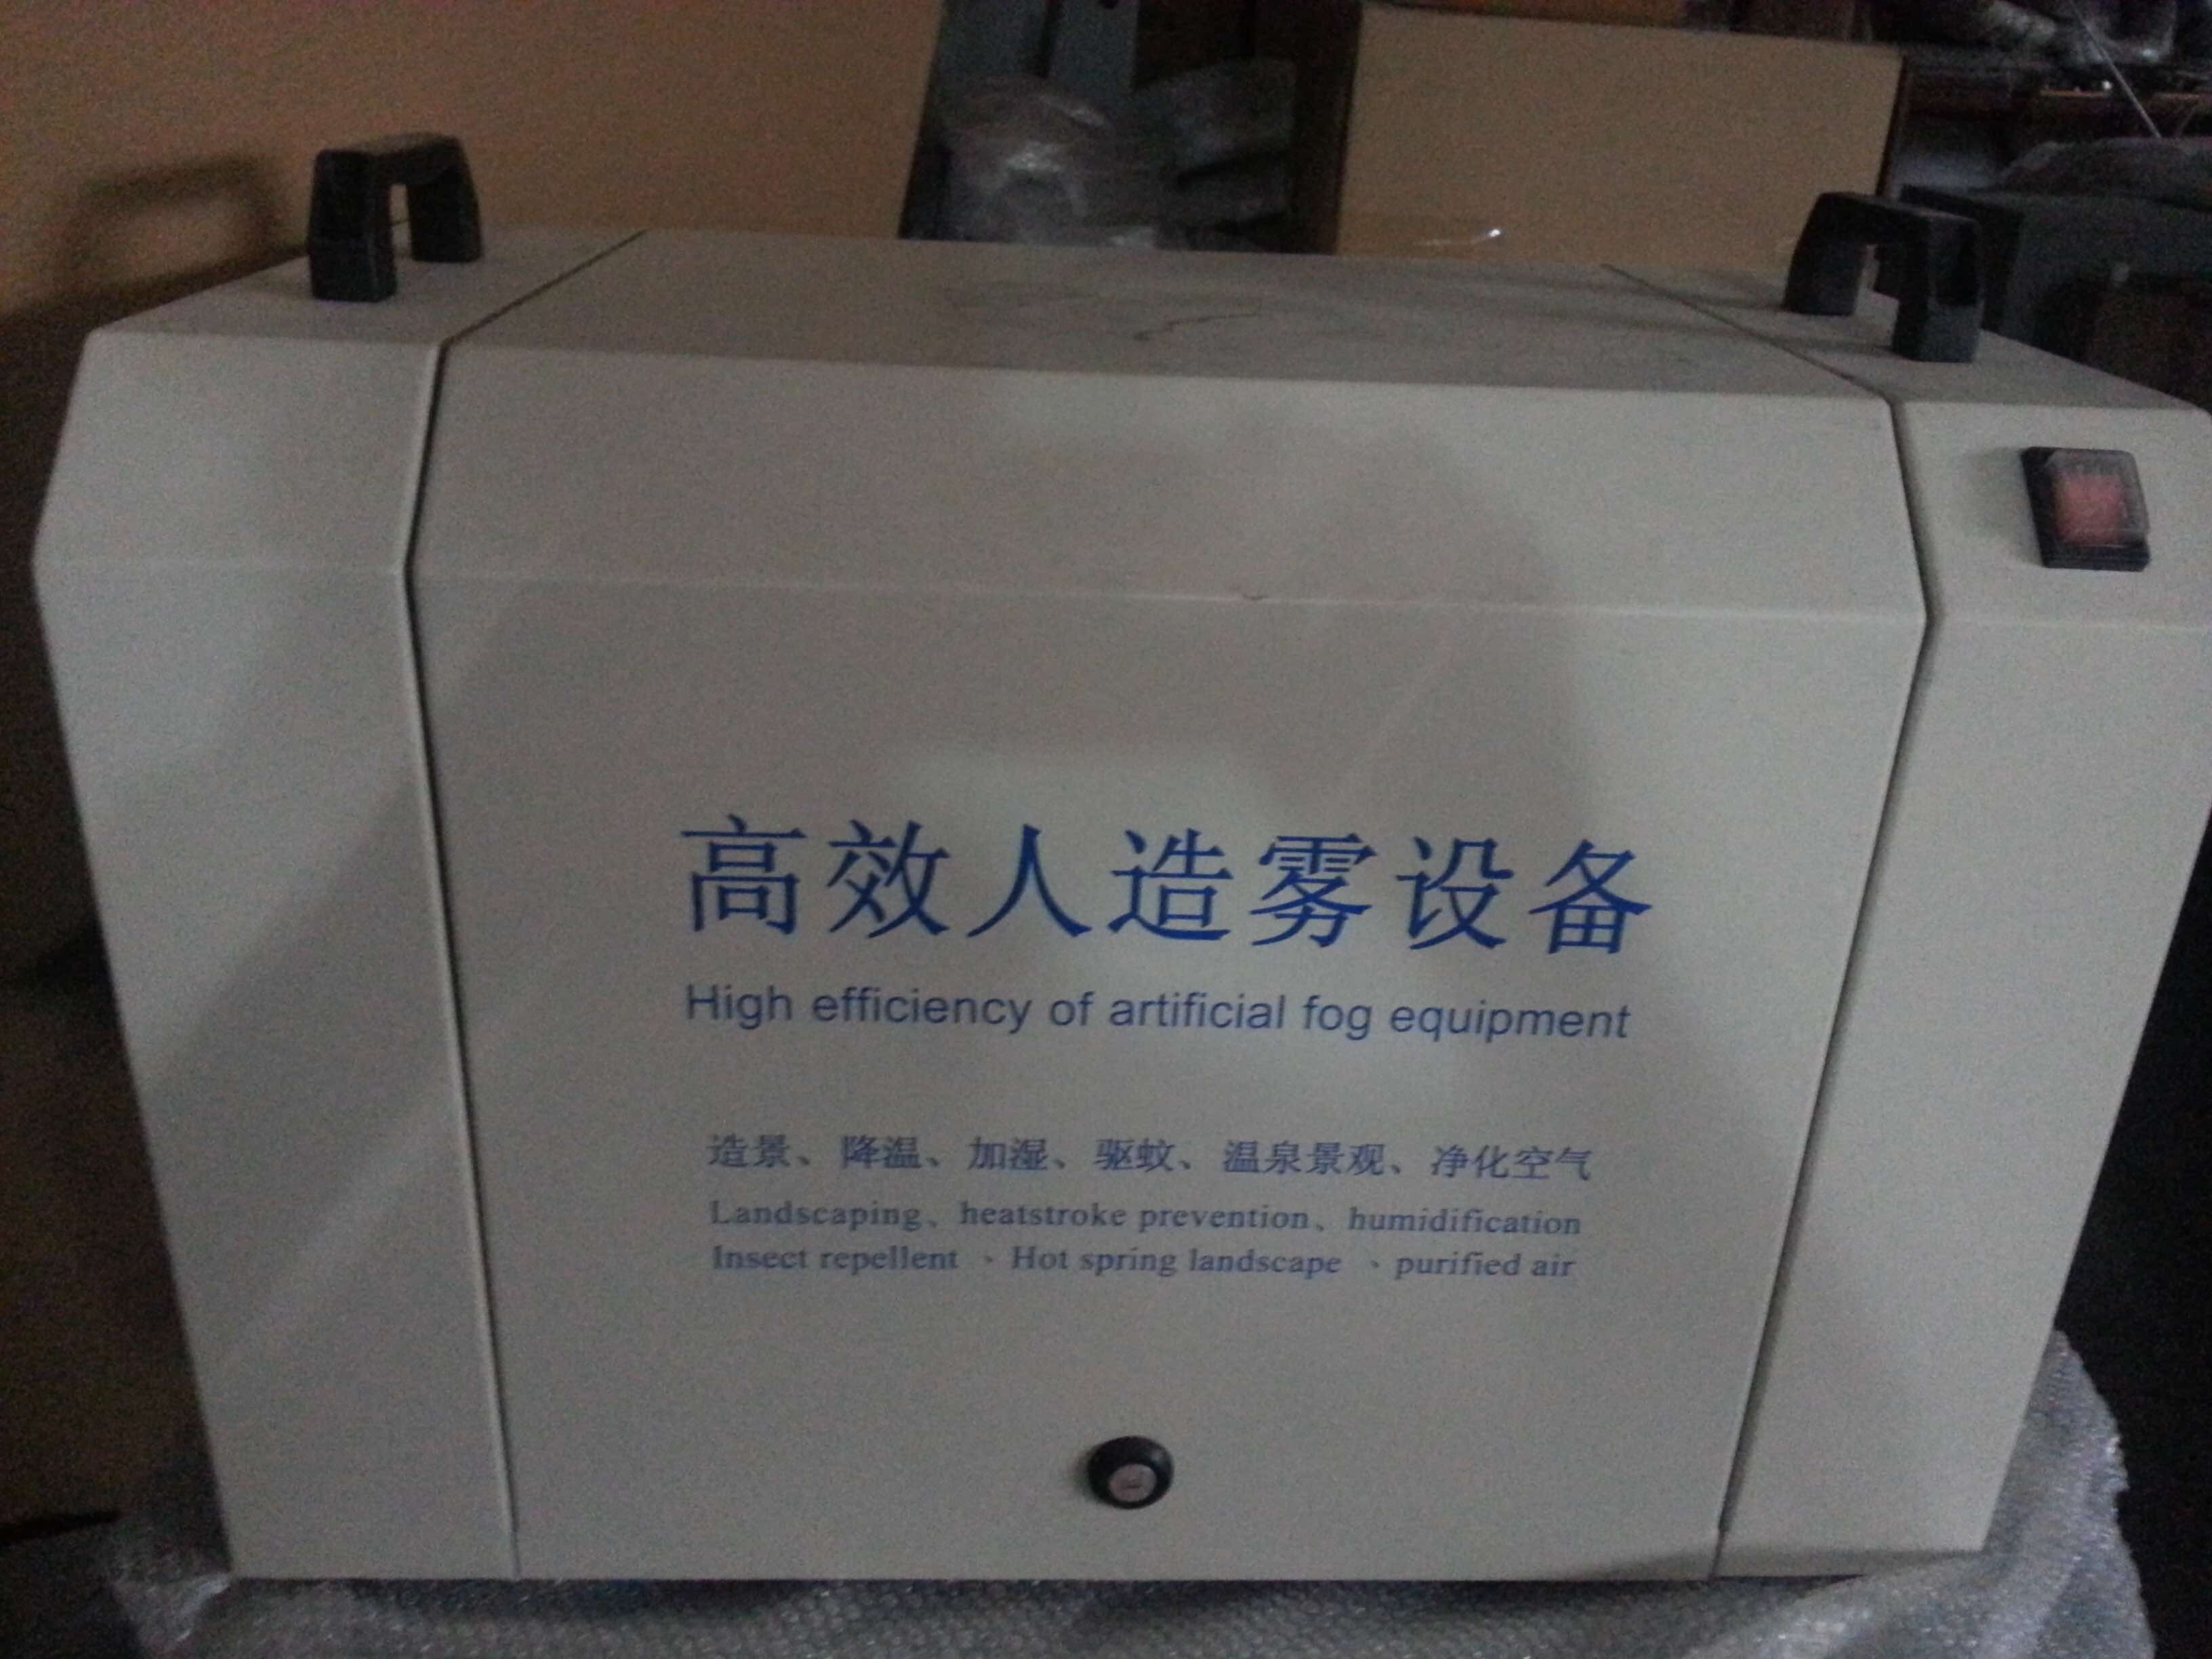 高效人造雾设备
High efficiency of artificial fog equipment
造景、降温、加湿、驱蚊、温泉景观、净化空气
Landscaping、heatstroke prevention、humidification
Insect repellent 、Hot spring landscape 、purified air